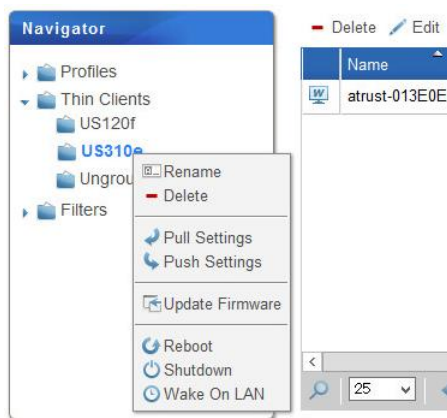 Navigator
Profiles
Thin Clients
US120f
US310e
Ungrou
Filters
Rename
Delete
Pull Settings
Push Settings
Update Firmware
Reboot
Shutdown
Wake On LAN
Delete Edit
Name
atrust-013E0E
25